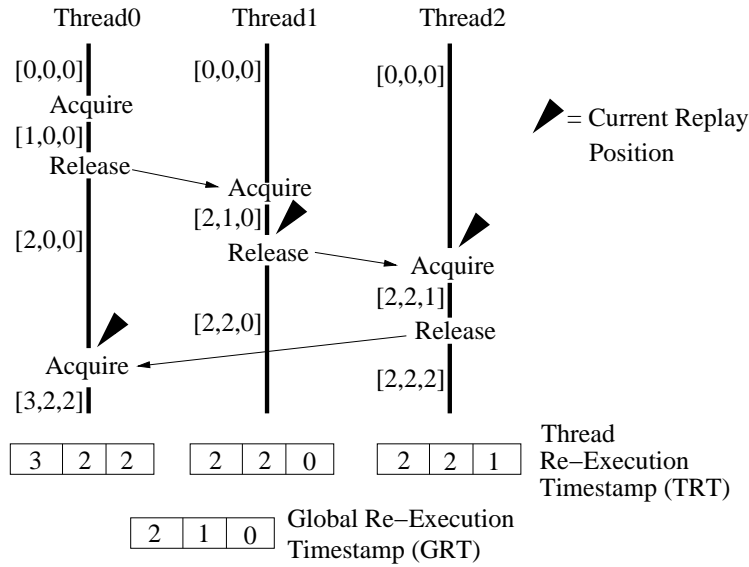 Thread0 Thread1 Thread2
[0,0,0] [0,0,0] [0,0,0]
Acquire
= Current Replay
Position
[1,0,0]
Release
Acquire
[2,1,0]
[2,0,0]
Release
Acquire
[2,2,1]
[2,2,0]
Release
Acquire
[2,2,2]
[3,2,2]
3 2 2 2 2 0 2 2 1
Thread
Re−Execution
Timestamp (TRT)
2 1 0
Global Re−Execution
Timestamp (GRT)